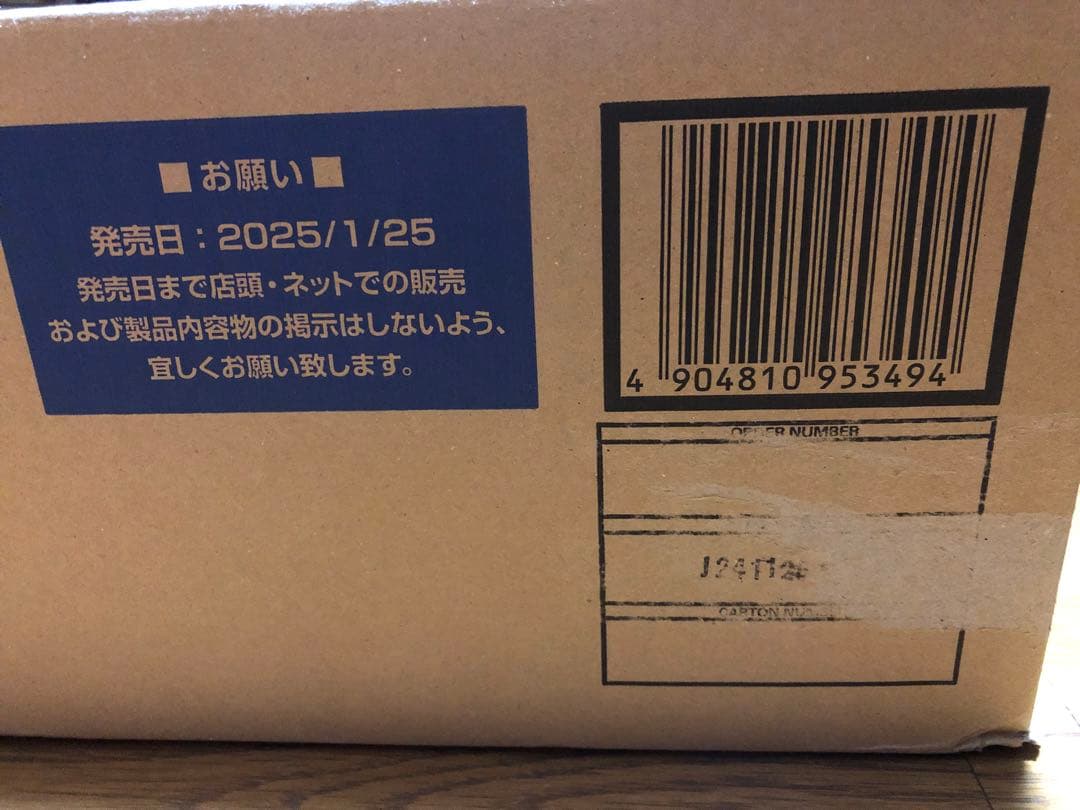 ■お願い■
発売日：2025/1/25
発売日まで店頭・ネットでの販売
および製品内容物の掲示はしないよう、
宜しくお願い致します。
4 904810 953494
ORDER NUMBER
CARTON